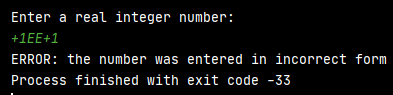 Enter a real integer number:
+1EE+1
ERROR: the number was entered in incorrect form
Process finished with exit code -33